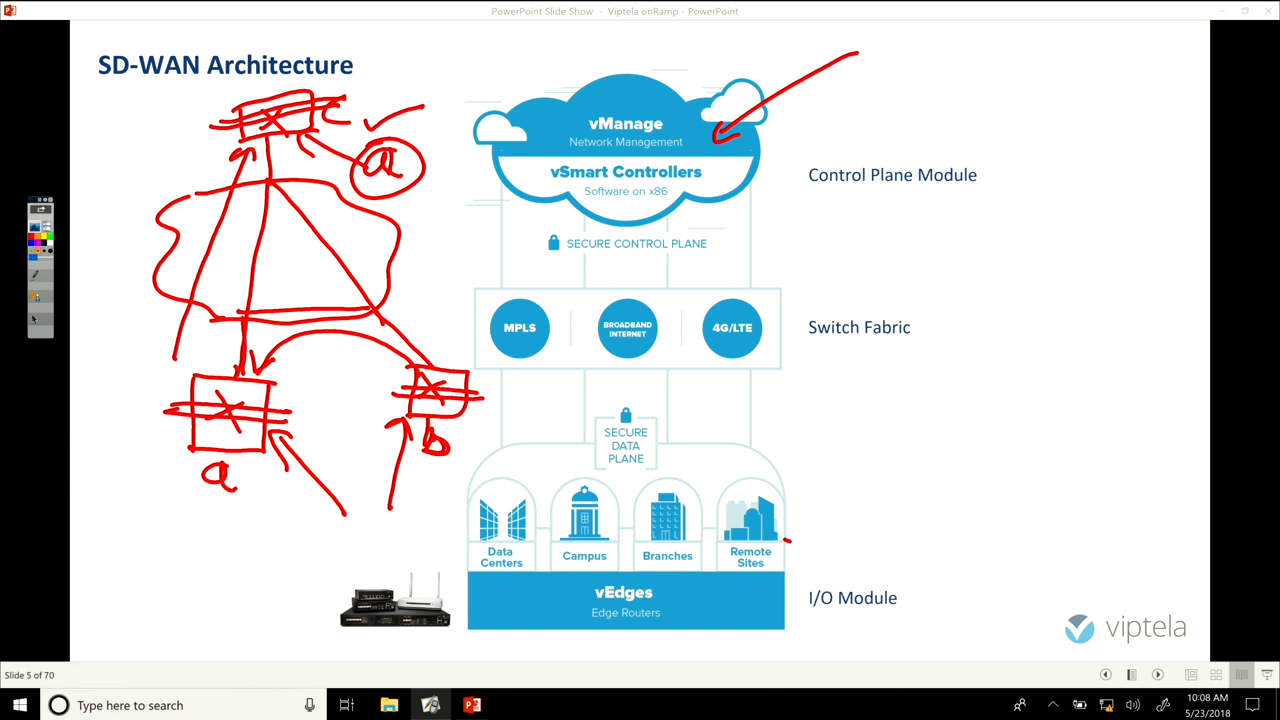 PowerPoint Slide Show - Viptela onRamp - PowerPoint
SD-WAN Architecture
c
a
a
b
vManage
Network Management
vSmart Controllers
Software on x86
Control Plane Module
SECURE CONTROL PLANE
MPLS
BROADBAND
INTERNET
4G/LTE
Switch Fabric
SECURE
DATA
PLANE
Data
Centers
Campus
Branches
Remote
Sites
vEdges
Edge Routers
I/O Module
viptela
Slide 5 of 70
Type here to search
10:08 AM
5/23/2018